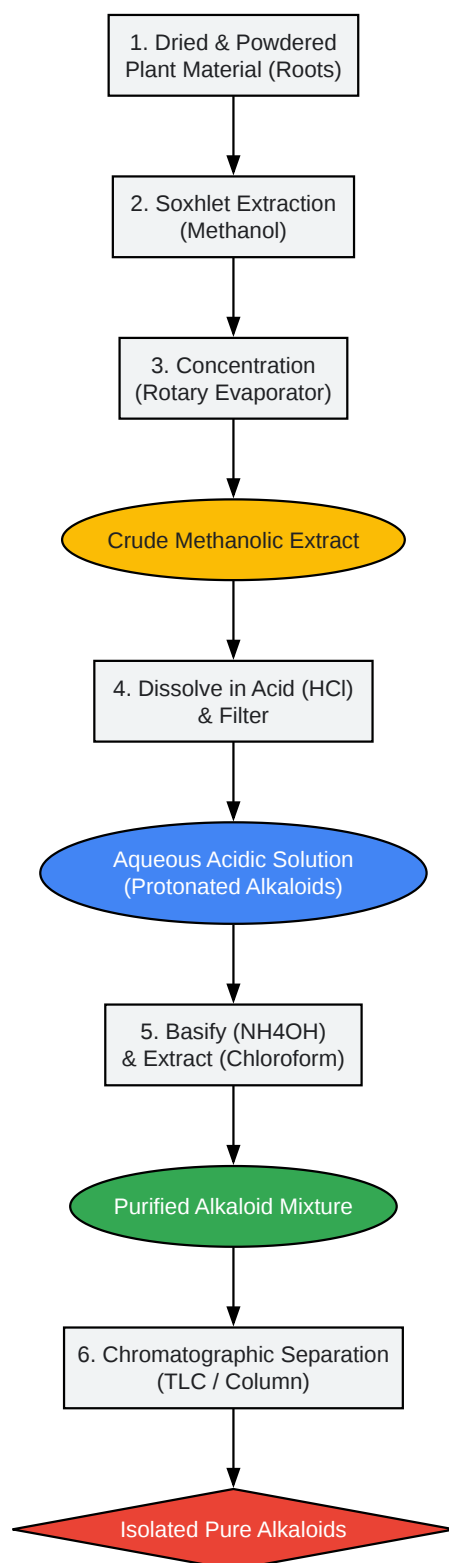 1. Dried & Powdered
Plant Material (Roots)
2. Soxhlet Extraction
(Methanol)
3. Concentration
(Rotary Evaporator)
Crude Methanolic Extract
4. Dissolve in Acid (HCl)
& Filter
Aqueous Acidic Solution
(Protonated Alkaloids)
5. Basify (NH4OH)
& Extract (Chloroform)
Purified Alkaloid Mixture
6. Chromatographic Separation
(TLC / Column)
Isolated Pure Alkaloids